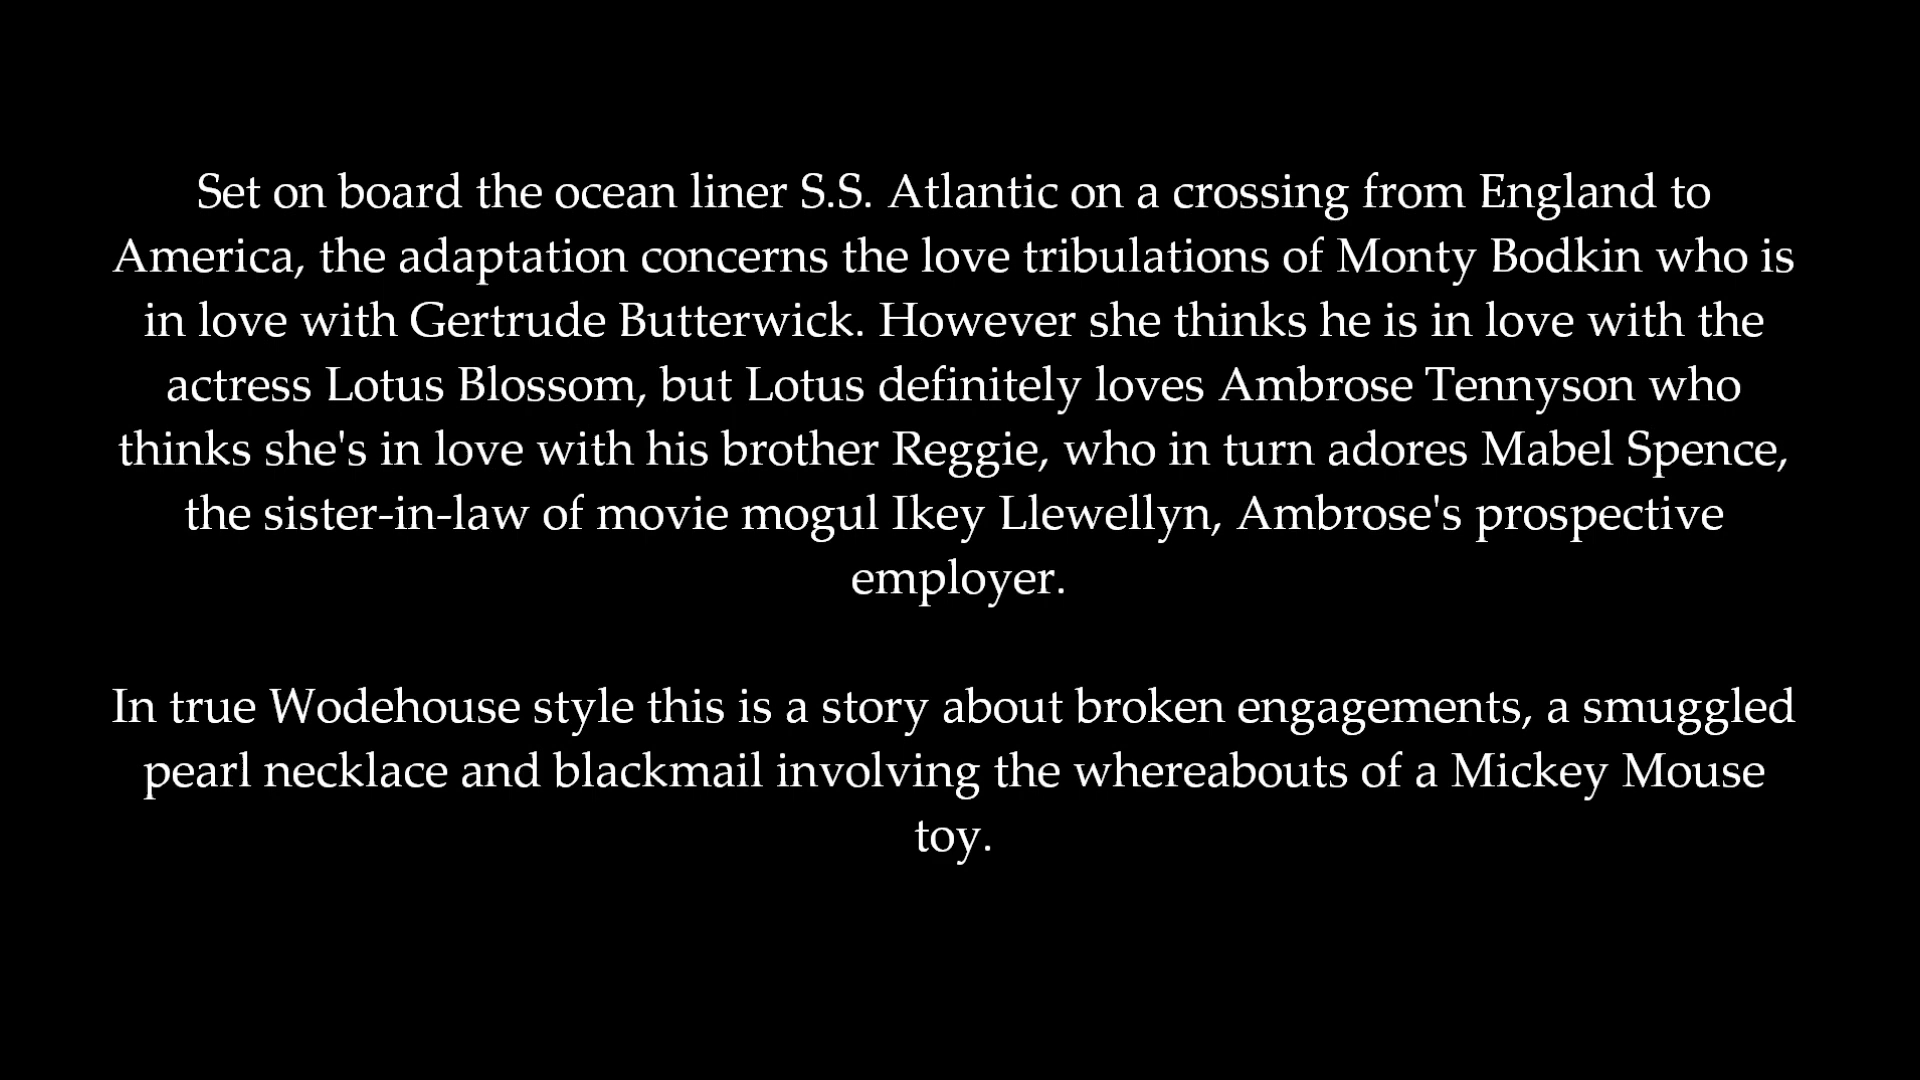 Set on board the ocean liner S.S. Atlantic on a crossing from England to
America, the adaptation concerns the love tribulations of Monty Bodkin who is
in love with Gertrude Butterwick. However she thinks he is in love with the
actress Lotus Blossom, but Lotus definitely loves Ambrose Tennyson who
thinks she's in love with his brother Reggie, who in turn adores Mabel Spence,
the sister-in-law of movie mogul Ikey Llewellyn, Ambrose's prospective
employer.
In true Wodehouse style this is a story about broken engagements, a smuggled
pearl necklace and blackmail involving the whereabouts of a Mickey Mouse
toy.